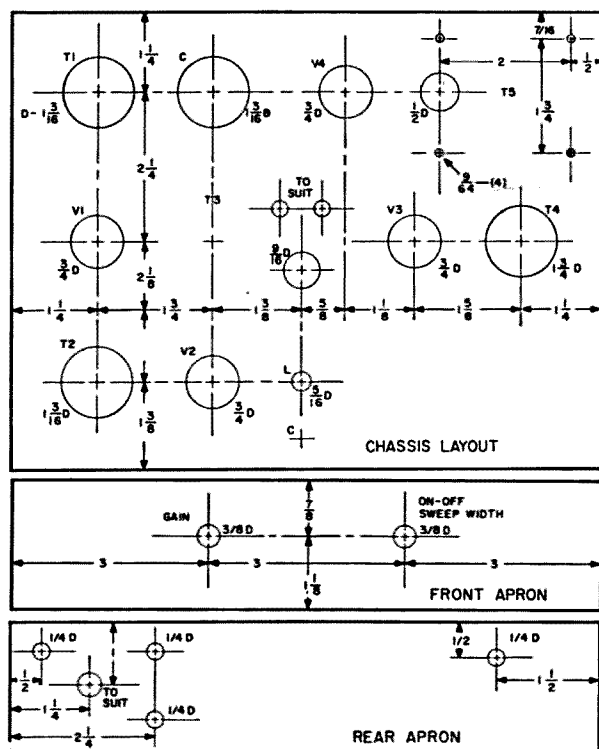 T1
C
V4
T5
1 1/4
7/16
2
1/2
D- 1 3/16
1 3/16 D
3/4 D
1/2 D
1 3/4
2 1/4
9/64 -(4)
TO SUIT
V1
T3
V3
T4
3/4 D
9/16 D
3/4 D
1 3/4 D
2 1/8
1 1/4
1 3/4
1 3/8
5/8
1 1/8
1 5/8
1 1/4
T2
V2
L
1 3/16 D
3/4 D
5/16 D
1 3/8
C
CHASSIS LAYOUT
7/8
GAIN
3/8 D
ON-OFF
SWEEP WIDTH
3/8 D
3
3
3
1 1/8
FRONT APRON
1/4 D
1/4 D
1/2
1/4 D
1/2
TO SUIT
1 1/4
1 1/2
1/4 D
2 1/4
REAR APRON